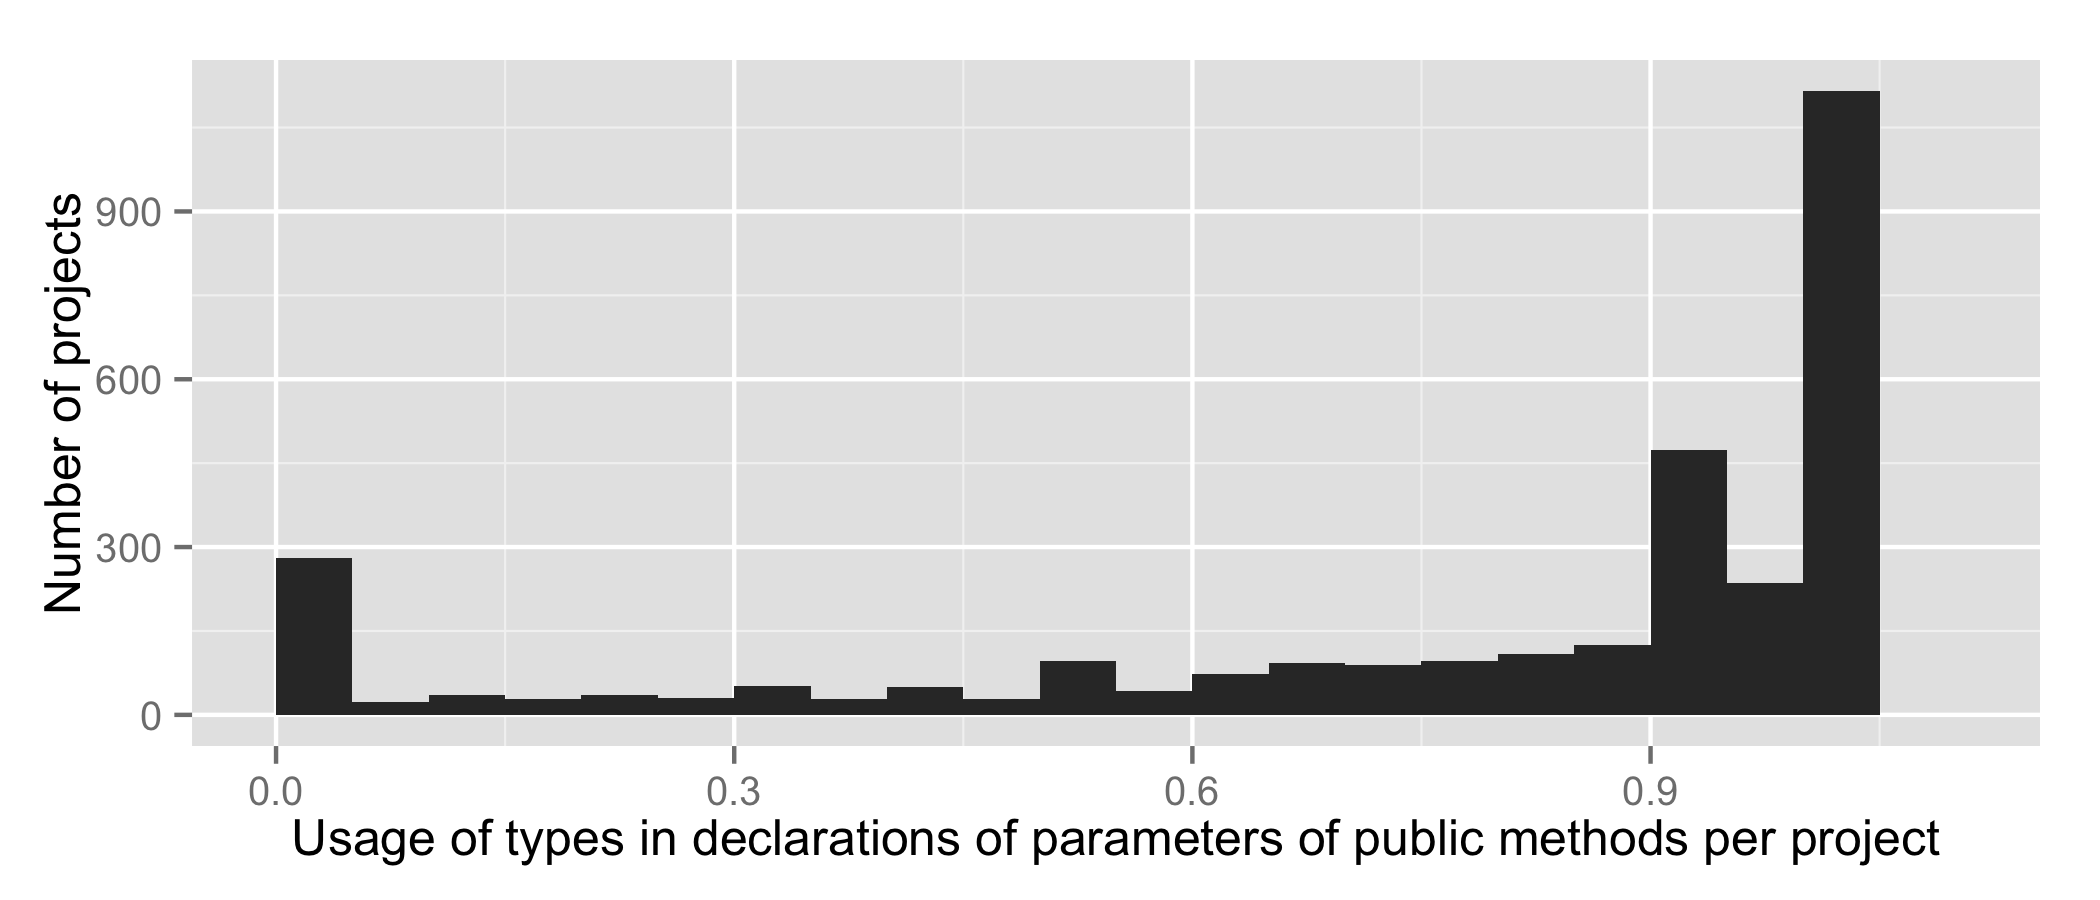 Number of projects
900
600
300
0
0.0 0.3 0.6 0.9
Usage of types in declarations of parameters of public methods per project